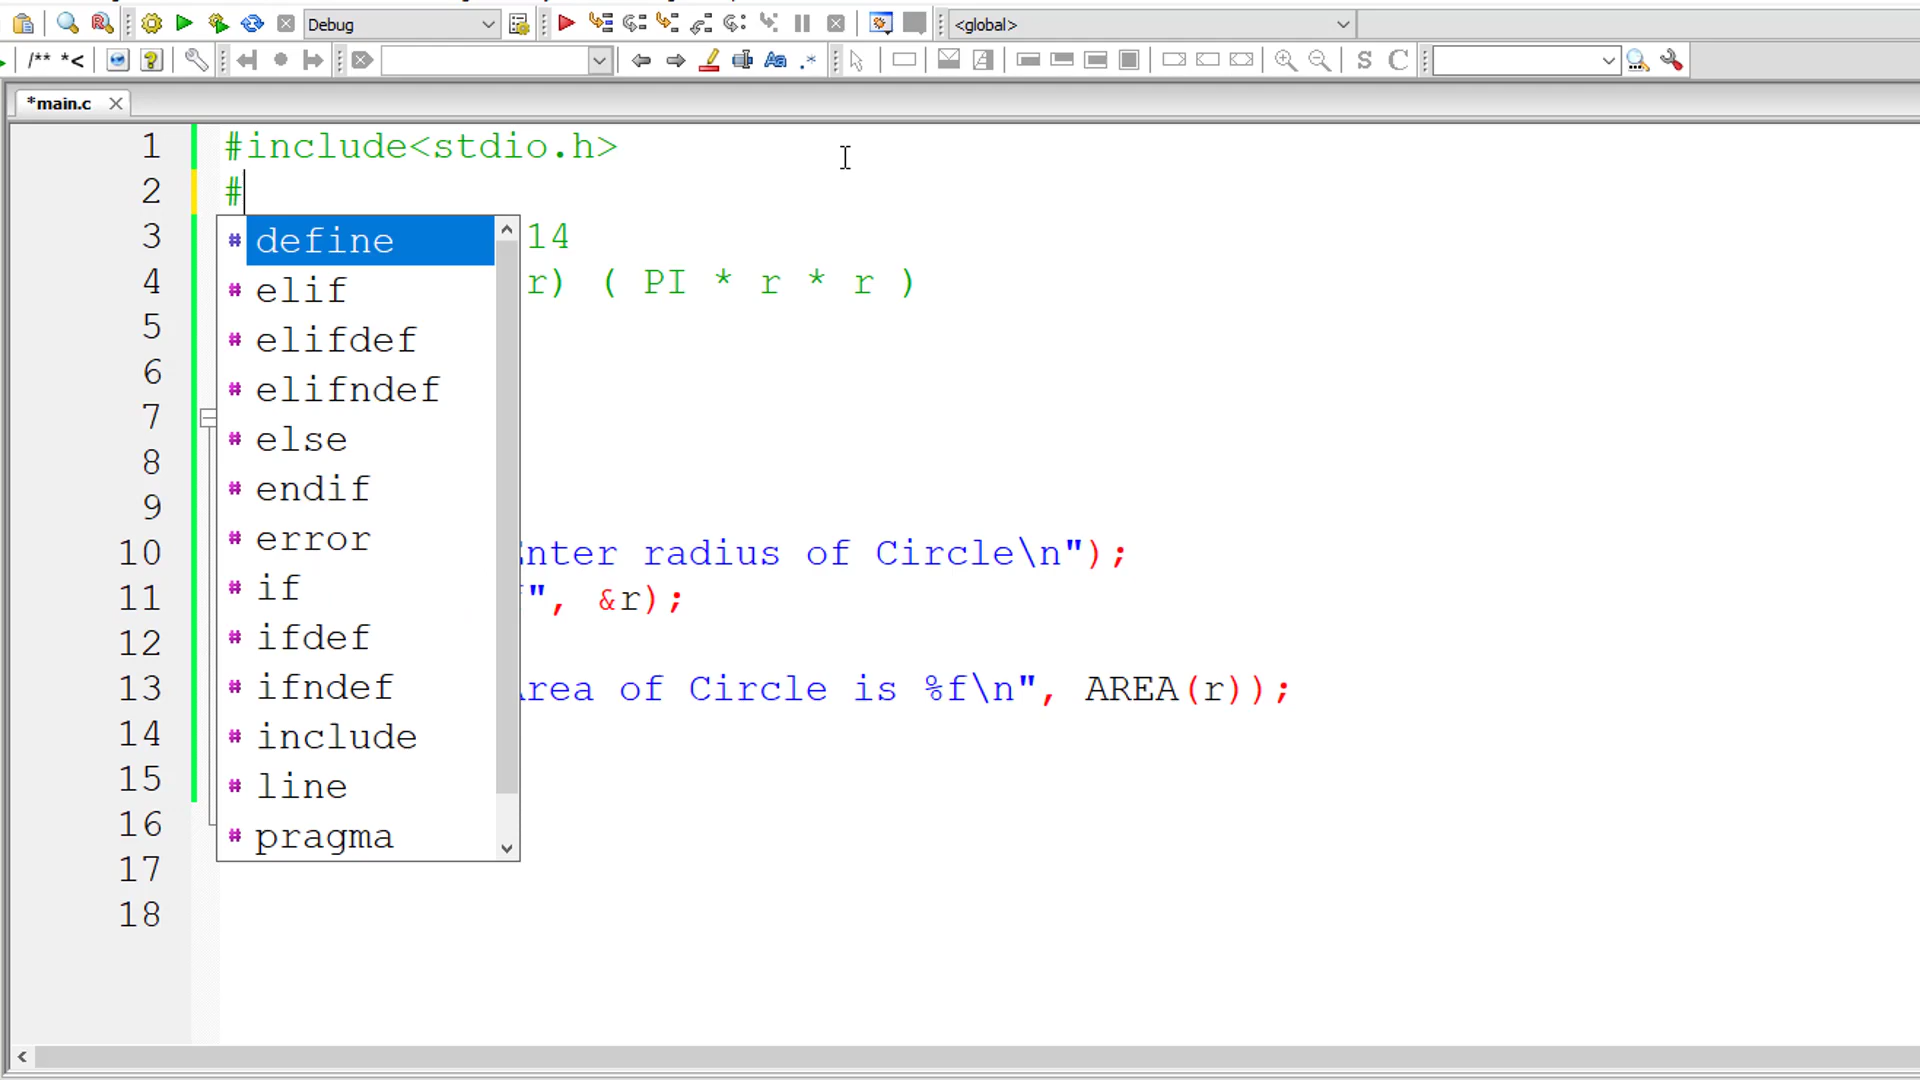 Debug
<global>
/** *<
S C
*main.c
1 #include<stdio.h>
2 #
3 14
4 r) ( PI * r * r )
5
6
7
8
9
10 Enter radius of Circle\n");
11 ", &r);
12
13 Area of Circle is %f\n", AREA(r));
14
15
16
17
18
# define
# elif
# elifdef
# elifndef
# else
# endif
# error
# if
# ifdef
# ifndef
# include
# line
# pragma